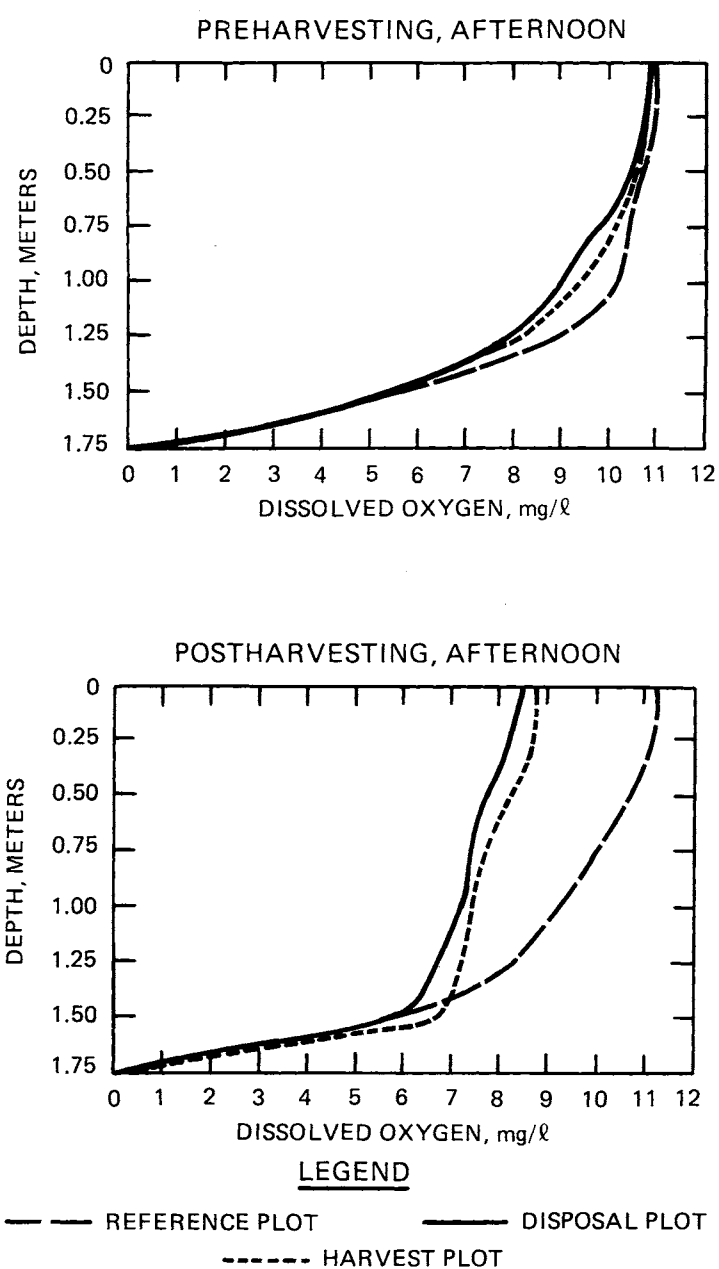 PREHARVESTING, AFTERNOON
0
0.25
0.50
0.75
1.00
1.25
1.50
1.75
DEPTH, METERS
0 1 2 3 4 5 6 7 8 9 10 11 12
DISSOLVED OXYGEN, mg/ℓ
POSTHARVESTING, AFTERNOON
0
0.25
0.50
0.75
1.00
1.25
1.50
1.75
DEPTH, METERS
0 1 2 3 4 5 6 7 8 9 10 11 12
DISSOLVED OXYGEN, mg/ℓ
LEGEND
REFERENCE PLOT DISPOSAL PLOT
HARVEST PLOT